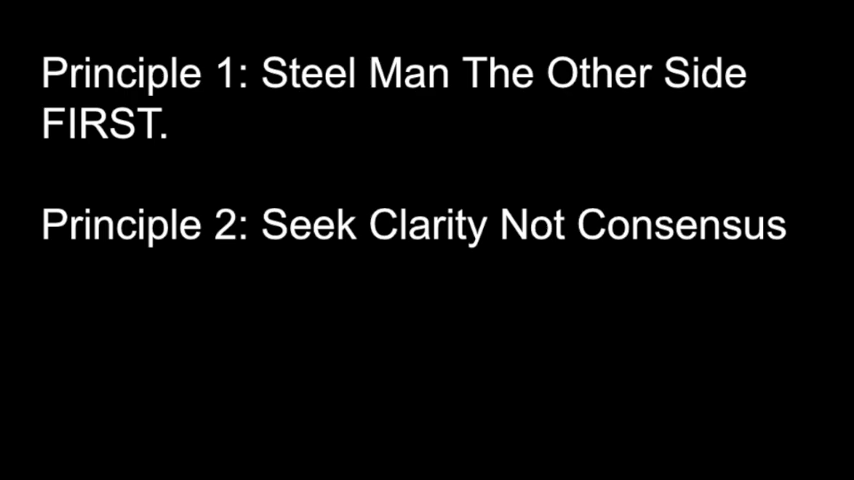 Principle 1: Steel Man The Other Side
FIRST.
Principle 2: Seek Clarity Not Consensus